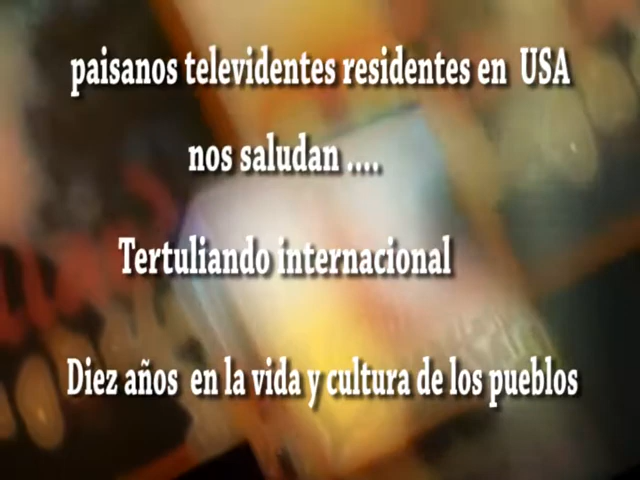 paisanos televidentes residentes en USA
nos saludan ....
Tertuliando internacional
Diez años en la vida y cultura de los pueblos